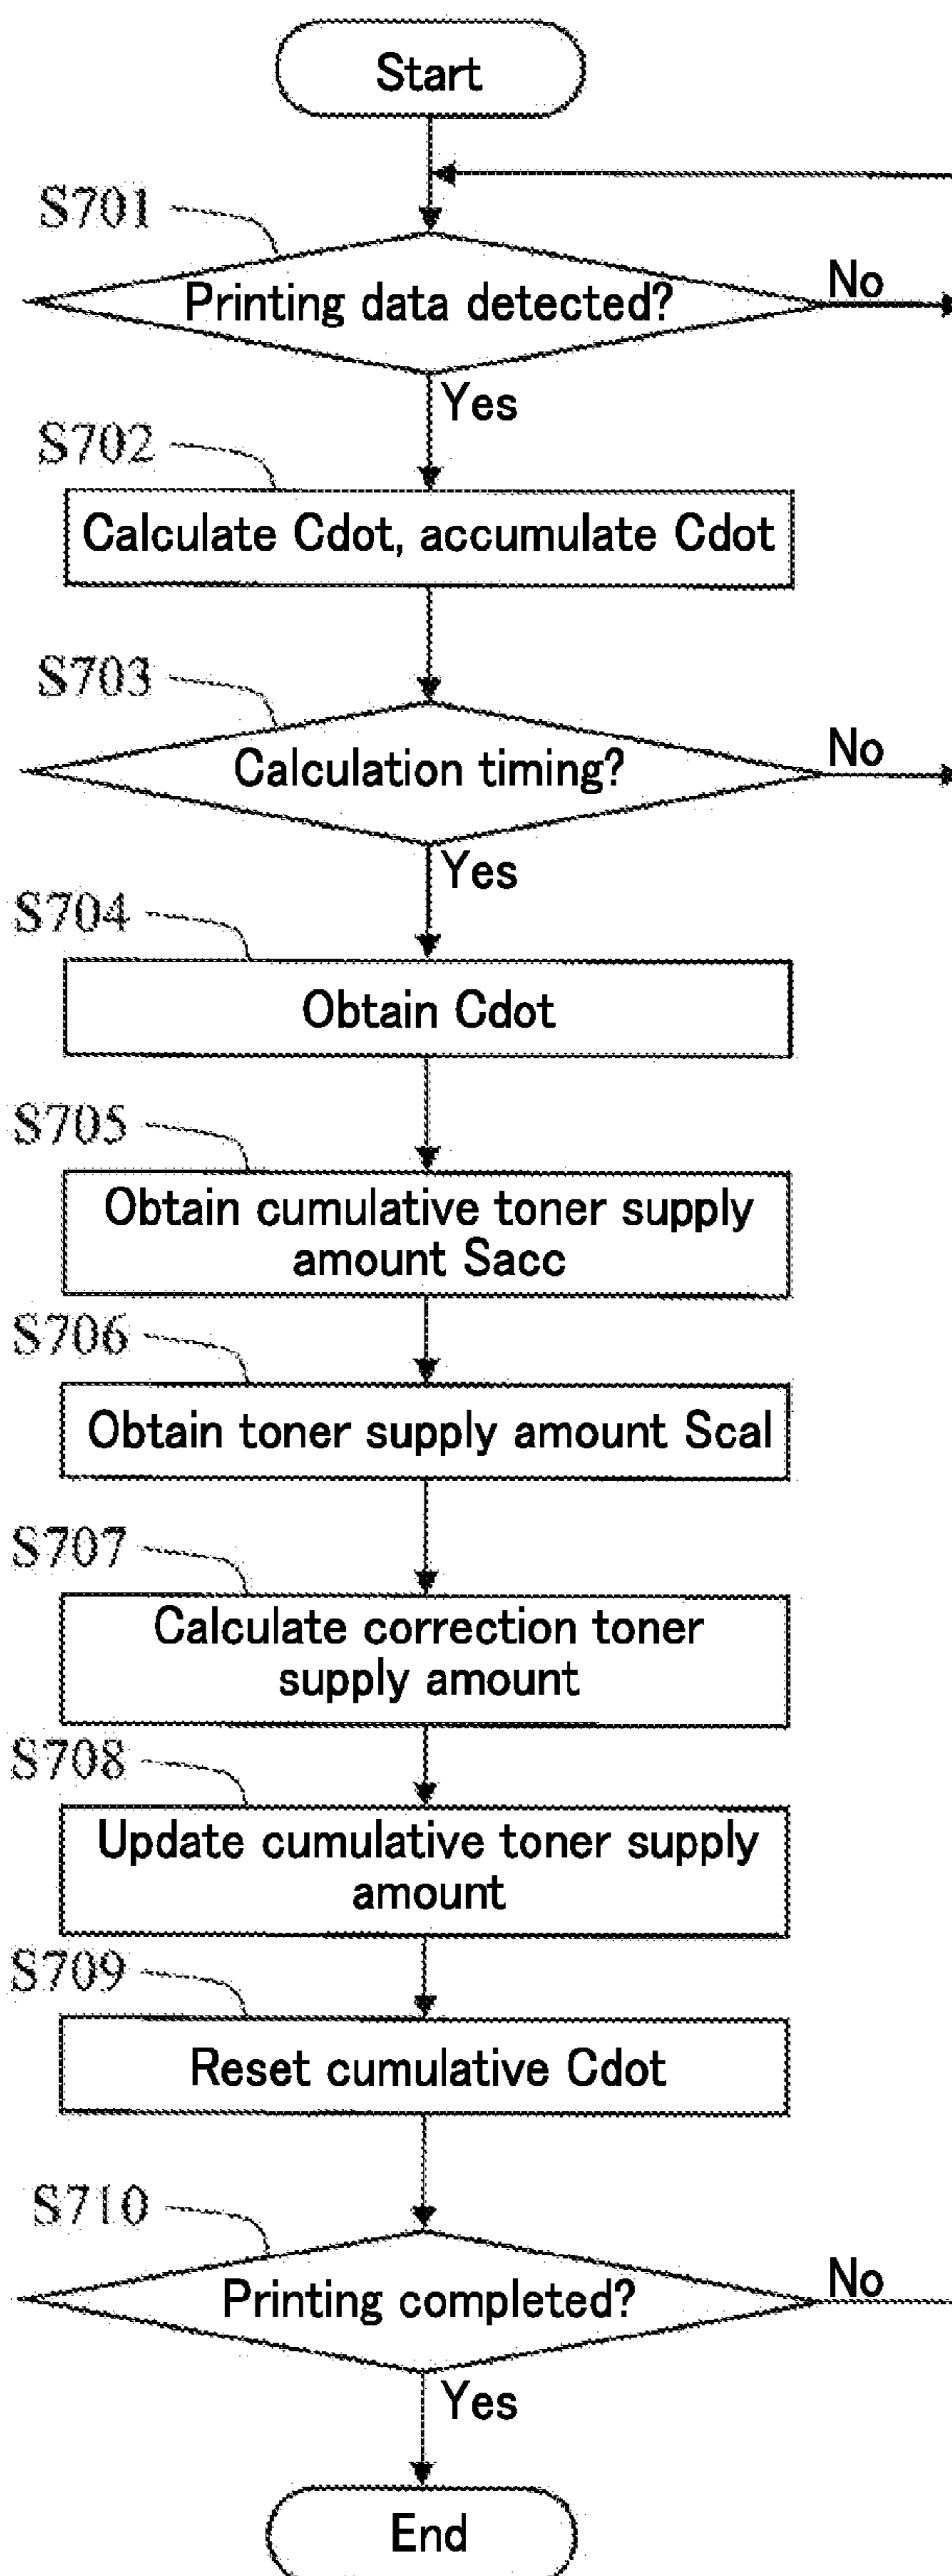 Start
S701
Printing data detected?
No
Yes
S702
Calculate Cdot, accumulate Cdot
S703
Calculation timing?
No
Yes
S704
Obtain Cdot
S705
Obtain cumulative toner supply
amount Sacc
S706
Obtain toner supply amount Scal
S707
Calculate correction toner
supply amount
S708
Update cumulative toner supply
amount
S709
Reset cumulative Cdot
S710
Printing completed?
No
Yes
End